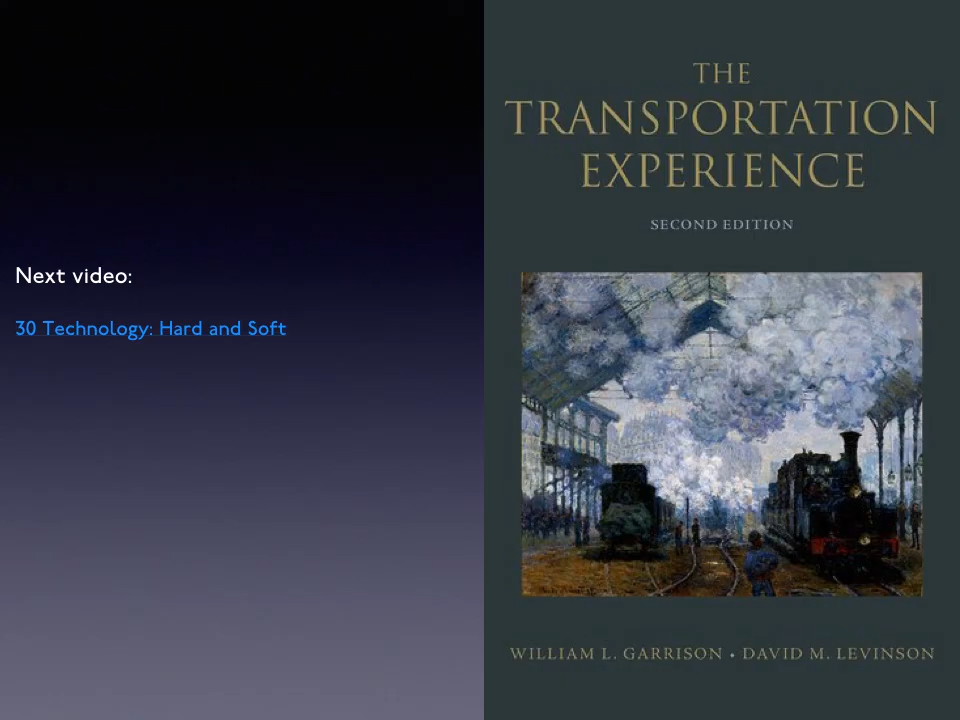 Next video:
30 Technology: Hard and Soft
THE
TRANSPORTATION
EXPERIENCE
SECOND EDITION
WILLIAM L. GARRISON • DAVID M. LEVINSON